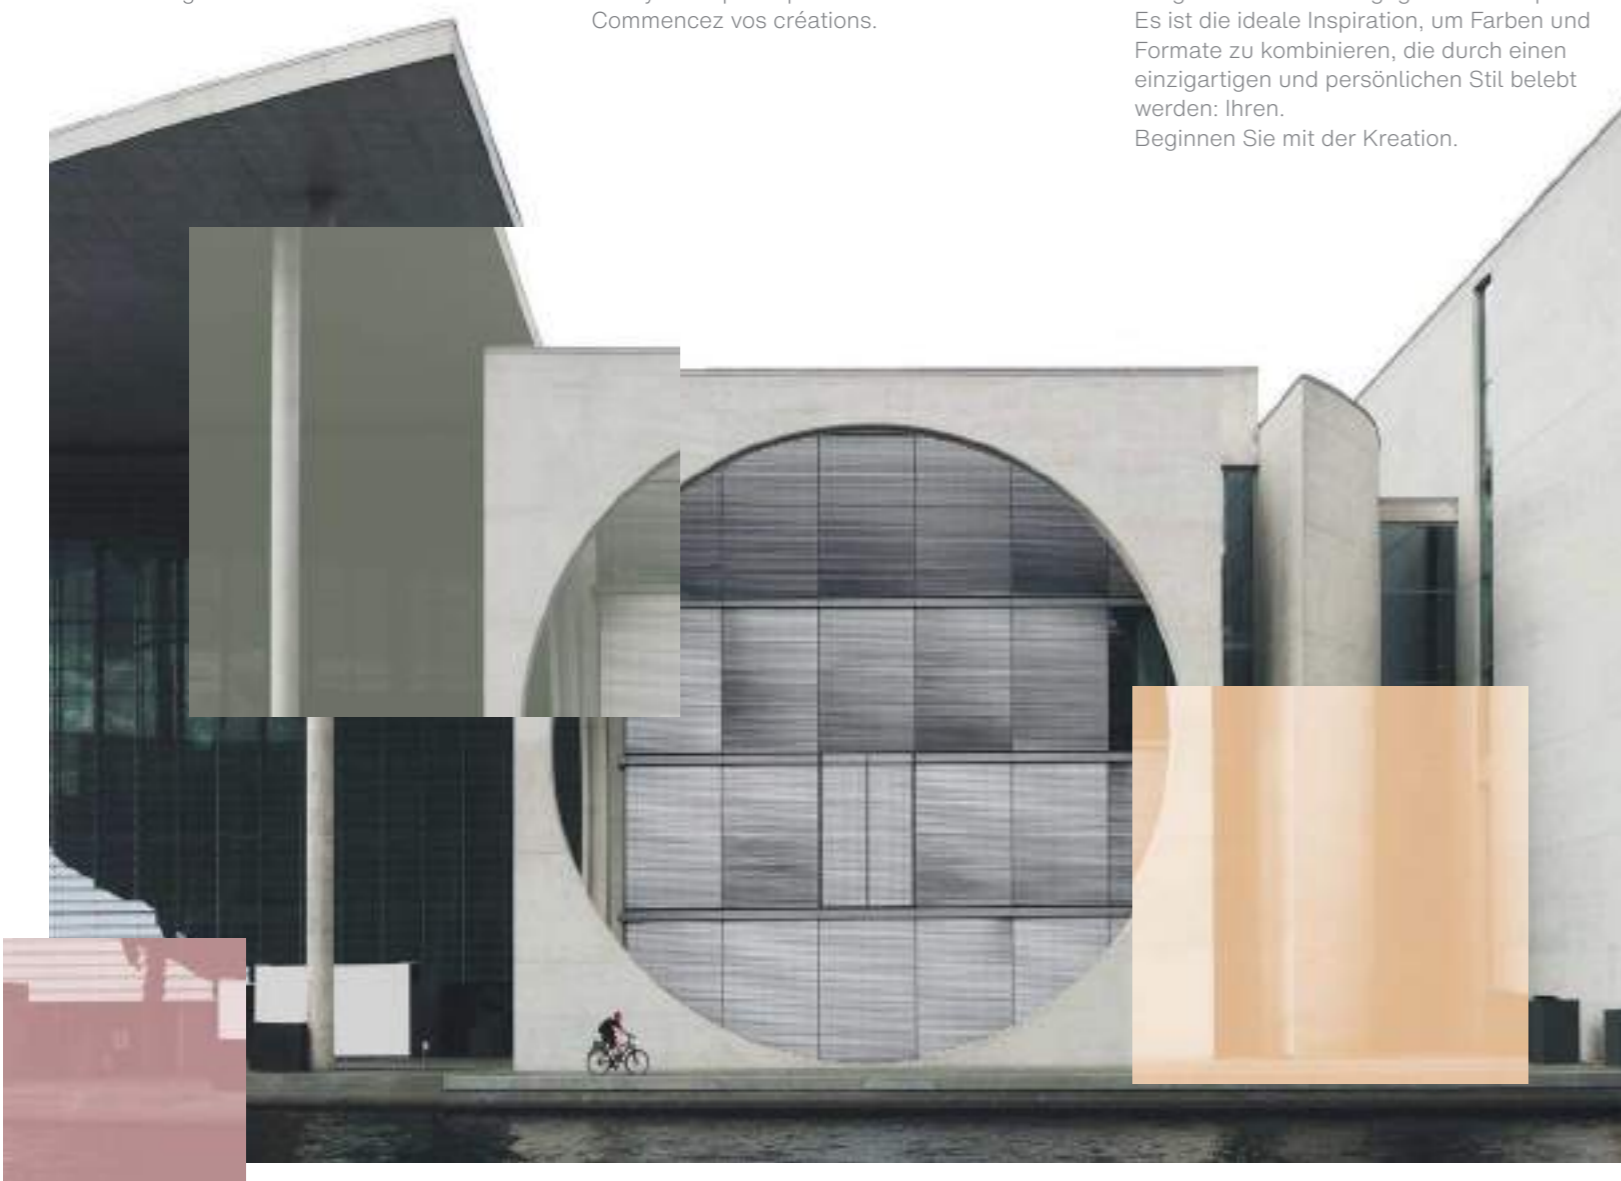 Commencez vos créations.
Es ist die ideale Inspiration, um Farben und
Formate zu kombinieren, die durch einen
einzigartigen und persönlichen Stil belebt
werden: Ihren.
Beginnen Sie mit der Kreation.